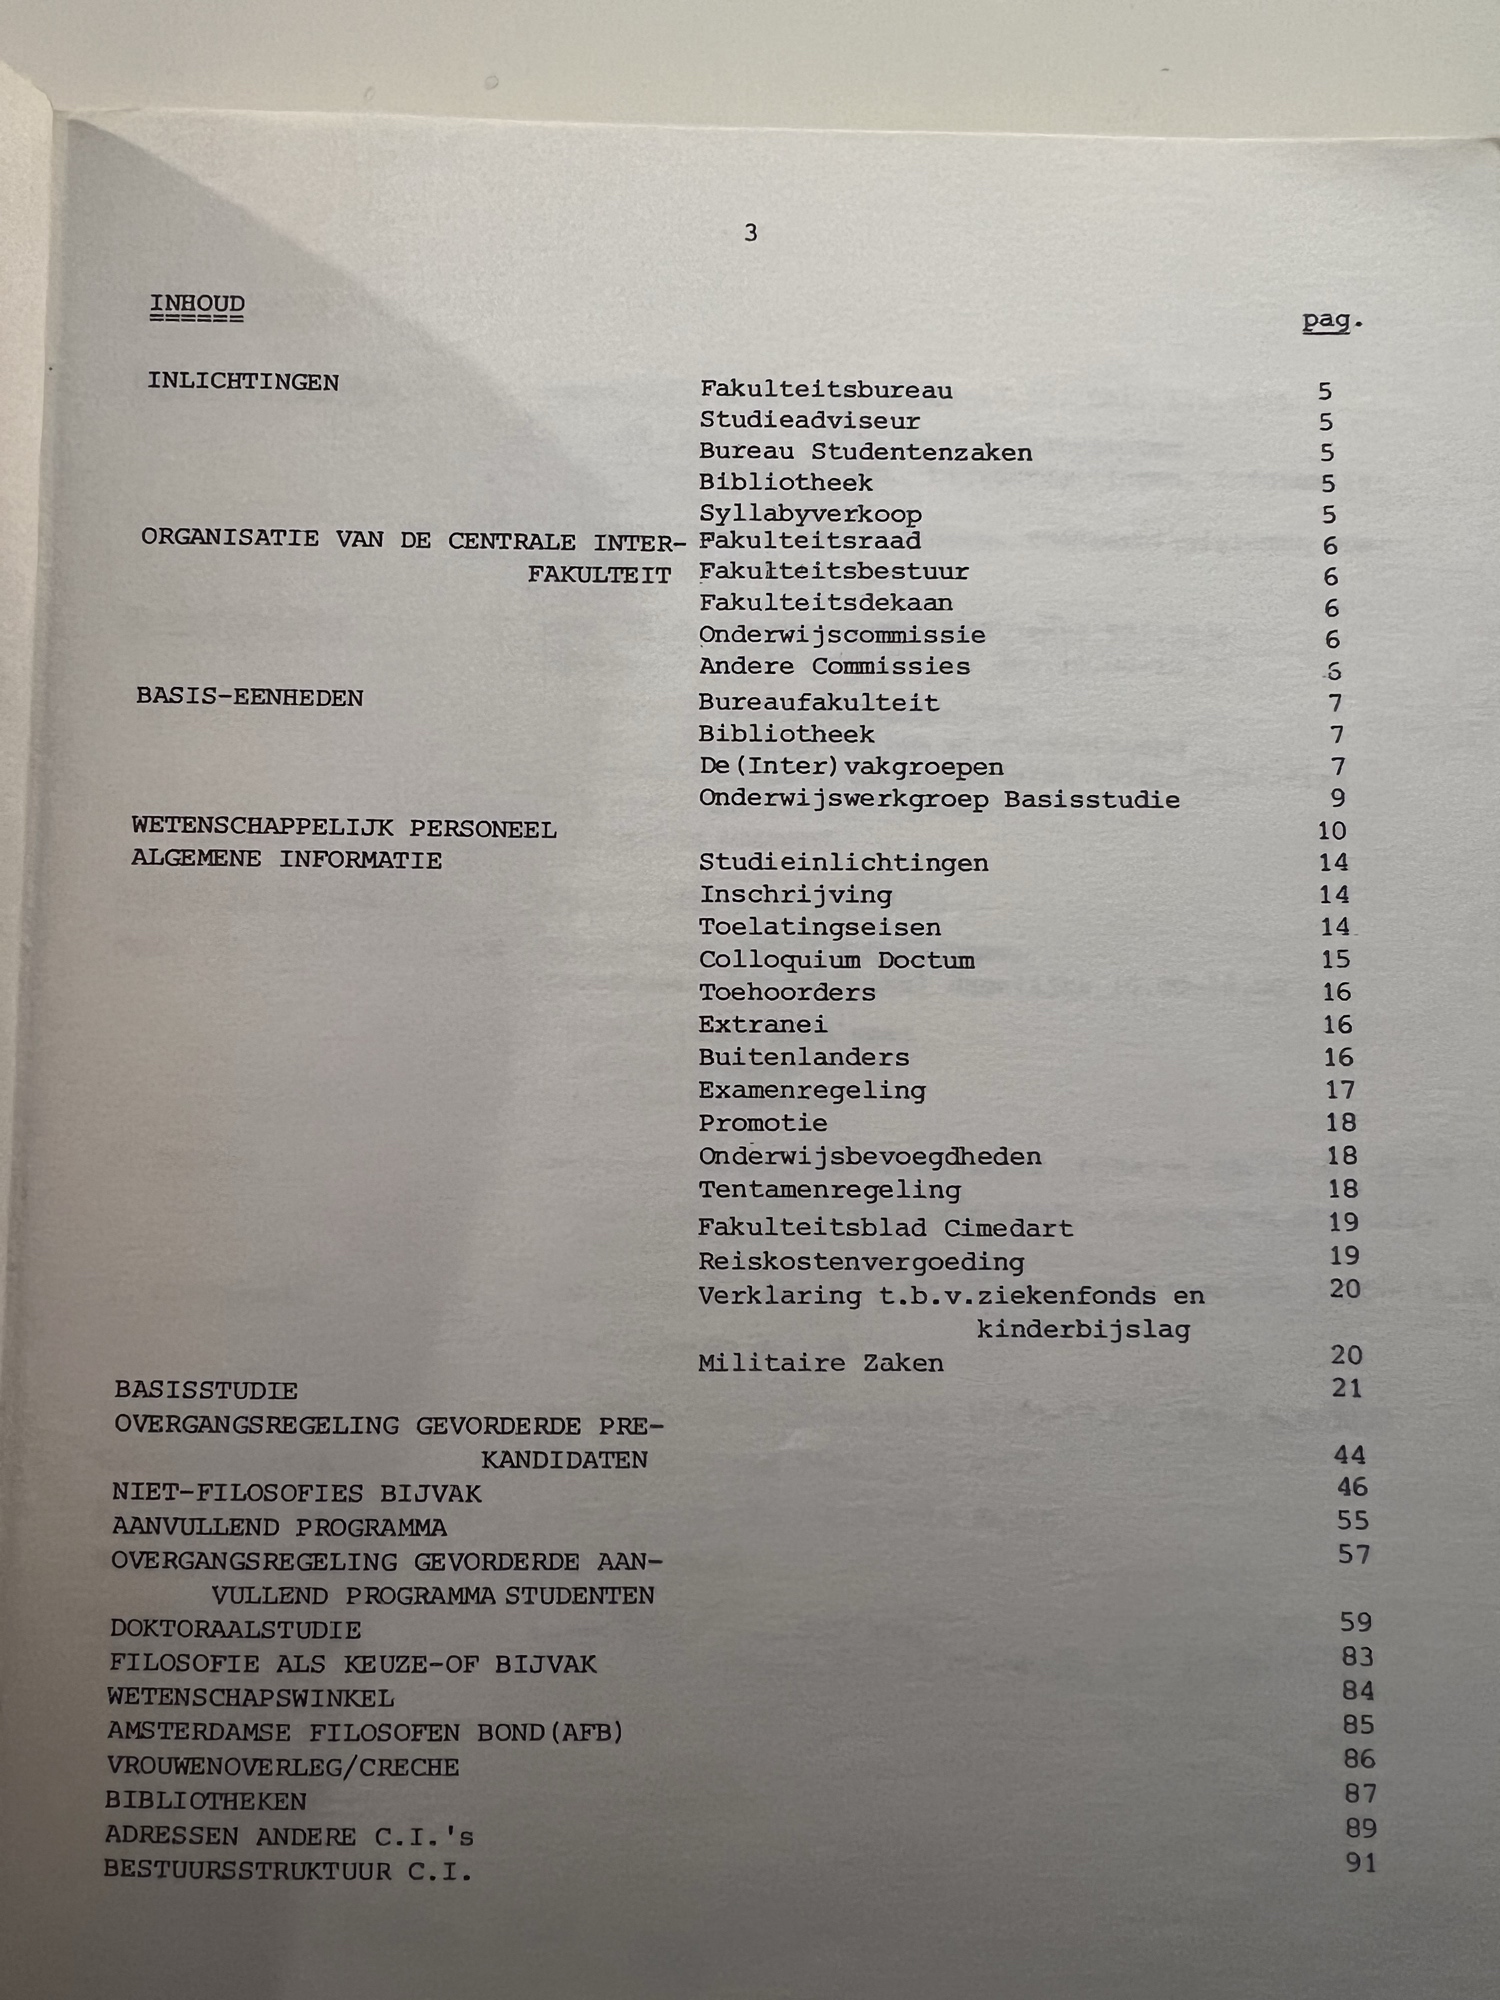 3
INHOUD
======
pag.
INLICHTINGEN Fakulteitsbureau 5
Studieadviseur 5
Bureau Studentenzaken 5
Bibliotheek 5
Syllabyverkoop 5
ORGANISATIE VAN DE CENTRALE INTER- Fakulteitsraad 6
FAKULTEIT Fakulteitsbestuur 6
Fakulteitsdekaan 6
Onderwijscommissie 6
Andere Commissies 6
BASIS-EENHEDEN Bureaufakulteit 7
Bibliotheek 7
De(Inter)vakgroepen 7
Onderwijswerkgroep Basisstudie 9
WETENSCHAPPELIJK PERSONEEL 10
ALGEMENE INFORMATIE Studieinlichtingen 14
Inschrijving 14
Toelatingseisen 14
Colloquium Doctum 15
Toehoorders 16
Extranei 16
Buitenlanders 16
Examenregeling 17
Promotie 18
Onderwijsbevoegdheden 18
Tentamenregeling 18
Fakulteitsblad Cimedart 19
Reiskostenvergoeding 19
Verklaring t.b.v.ziekenfonds en 20
kinderbijslag
Militaire Zaken 20
BASISSTUDIE 21
OVERGANGSREGELING GEVORDERDE PRE-
KANDIDATEN 44
NIET-FILOSOFIES BIJVAK 46
AANVULLEND PROGRAMMA 55
OVERGANGSREGELING GEVORDERDE AAN- 57
VULLEND PROGRAMMA STUDENTEN
DOKTORAALSTUDIE 59
FILOSOFIE ALS KEUZE-OF BIJVAK 83
WETENSCHAPSWINKEL 84
AMSTERDAMSE FILOSOFEN BOND(AFB) 85
VROUWENOVERLEG/CRECHE 86
BIBLIOTHEKEN 87
ADRESSEN ANDERE C.I.'s 89
BESTUURSSTRUKTUUR C.I. 91